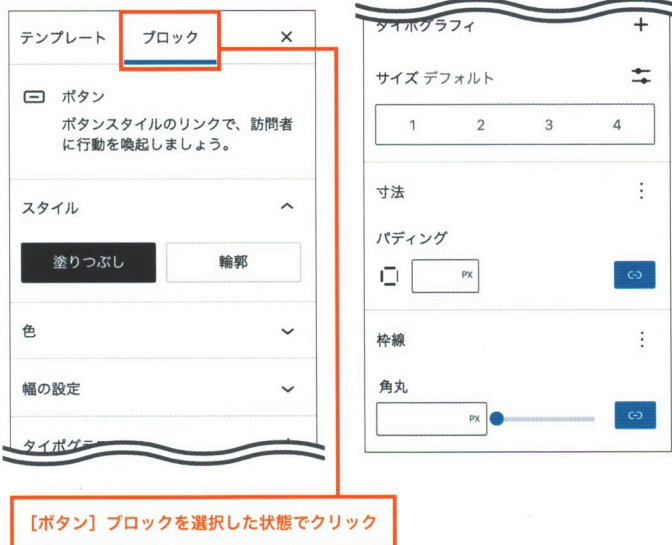 テンプレート ブロック ×
ボタン
ボタンスタイルのリンクで、訪問者
に行動を喚起しましょう。
スタイル
塗りつぶし 輪郭
色
幅の設定
タイポグラ
[ボタン]ブロックを選択した状態でクリック
タイポグラフィ +
サイズ デフォルト
1 2 3 4
寸法
パディング
PX
枠線
角丸
PX